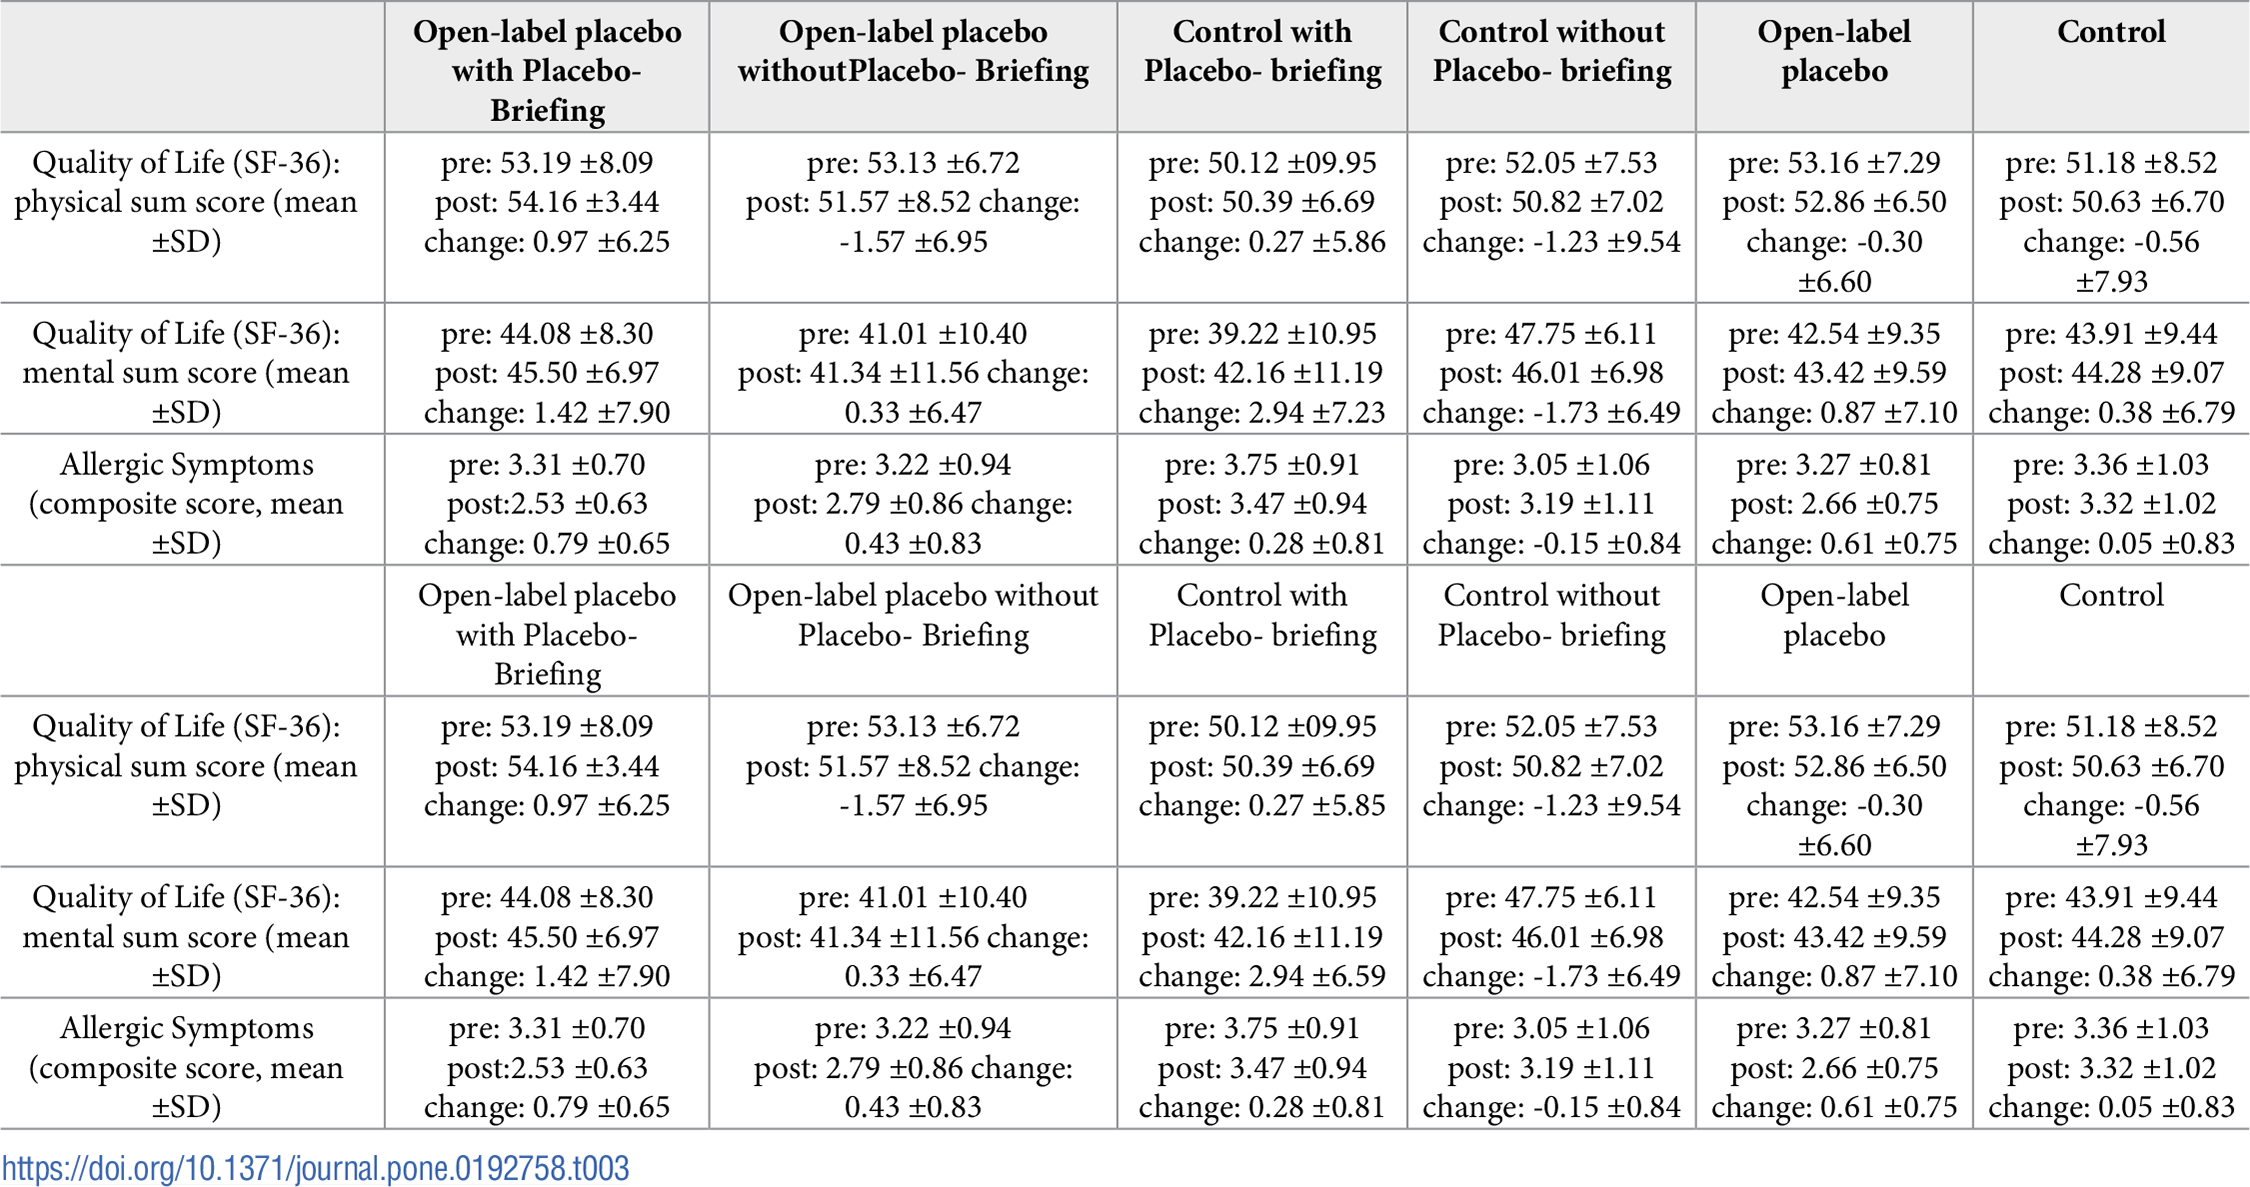 Open-label placebo with Placebo-Briefing
Open-label placebo withoutPlacebo- Briefing
Control with Placebo- briefing
Control without Placebo- briefing
Open-label placebo
Control
Quality of Life (SF-36): physical sum score (mean ±SD)
pre: 53.19 ±8.09
post: 54.16 ±3.44
change: 0.97 ±6.25
pre: 53.13 ±6.72
post: 51.57 ±8.52 change:
-1.57 ±6.95
pre: 50.12 ±09.95
post: 50.39 ±6.69
change: 0.27 ±5.86
pre: 52.05 ±7.53
post: 50.82 ±7.02
change: -1.23 ±9.54
pre: 53.16 ±7.29
post: 52.86 ±6.50
change: -0.30
±6.60
pre: 51.18 ±8.52
post: 50.63 ±6.70
change: -0.56
±7.93
Quality of Life (SF-36): mental sum score (mean ±SD)
pre: 44.08 ±8.30
post: 45.50 ±6.97
change: 1.42 ±7.90
pre: 41.01 ±10.40
post: 41.34 ±11.56 change:
0.33 ±6.47
pre: 39.22 ±10.95
post: 42.16 ±11.19
change: 2.94 ±7.23
pre: 47.75 ±6.11
post: 46.01 ±6.98
change: -1.73 ±6.49
pre: 42.54 ±9.35
post: 43.42 ±9.59
change: 0.87 ±7.10
pre: 43.91 ±9.44
post: 44.28 ±9.07
change: 0.38 ±6.79
Allergic Symptoms (composite score, mean ±SD)
pre: 3.31 ±0.70
post:2.53 ±0.63
change: 0.79 ±0.65
pre: 3.22 ±0.94
post: 2.79 ±0.86 change:
0.43 ±0.83
pre: 3.75 ±0.91
post: 3.47 ±0.94
change: 0.28 ±0.81
pre: 3.05 ±1.06
post: 3.19 ±1.11
change: -0.15 ±0.84
pre: 3.27 ±0.81
post: 2.66 ±0.75
change: 0.61 ±0.75
pre: 3.36 ±1.03
post: 3.32 ±1.02
change: 0.05 ±0.83
Open-label placebo with Placebo-Briefing
Open-label placebo without Placebo- Briefing
Control with Placebo- briefing
Control without Placebo- briefing
Open-label placebo
Control
Quality of Life (SF-36): physical sum score (mean ±SD)
pre: 53.19 ±8.09
post: 54.16 ±3.44
change: 0.97 ±6.25
pre: 53.13 ±6.72
post: 51.57 ±8.52 change:
-1.57 ±6.95
pre: 50.12 ±09.95
post: 50.39 ±6.69
change: 0.27 ±5.85
pre: 52.05 ±7.53
post: 50.82 ±7.02
change: -1.23 ±9.54
pre: 53.16 ±7.29
post: 52.86 ±6.50
change: -0.30
±6.60
pre: 51.18 ±8.52
post: 50.63 ±6.70
change: -0.56
±7.93
Quality of Life (SF-36): mental sum score (mean ±SD)
pre: 44.08 ±8.30
post: 45.50 ±6.97
change: 1.42 ±7.90
pre: 41.01 ±10.40
post: 41.34 ±11.56 change:
0.33 ±6.47
pre: 39.22 ±10.95
post: 42.16 ±11.19
change: 2.94 ±6.59
pre: 47.75 ±6.11
post: 46.01 ±6.98
change: -1.73 ±6.49
pre: 42.54 ±9.35
post: 43.42 ±9.59
change: 0.87 ±7.10
pre: 43.91 ±9.44
post: 44.28 ±9.07
change: 0.38 ±6.79
Allergic Symptoms (composite score, mean ±SD)
pre: 3.31 ±0.70
post:2.53 ±0.63
change: 0.79 ±0.65
pre: 3.22 ±0.94
post: 2.79 ±0.86 change:
0.43 ±0.83
pre: 3.75 ±0.91
post: 3.47 ±0.94
change: 0.28 ±0.81
pre: 3.05 ±1.06
post: 3.19 ±1.11
change: -0.15 ±0.84
pre: 3.27 ±0.81
post: 2.66 ±0.75
change: 0.61 ±0.75
pre: 3.36 ±1.03
post: 3.32 ±1.02
change: 0.05 ±0.83
https://doi.org/10.1371/journal.pone.0192758.t003